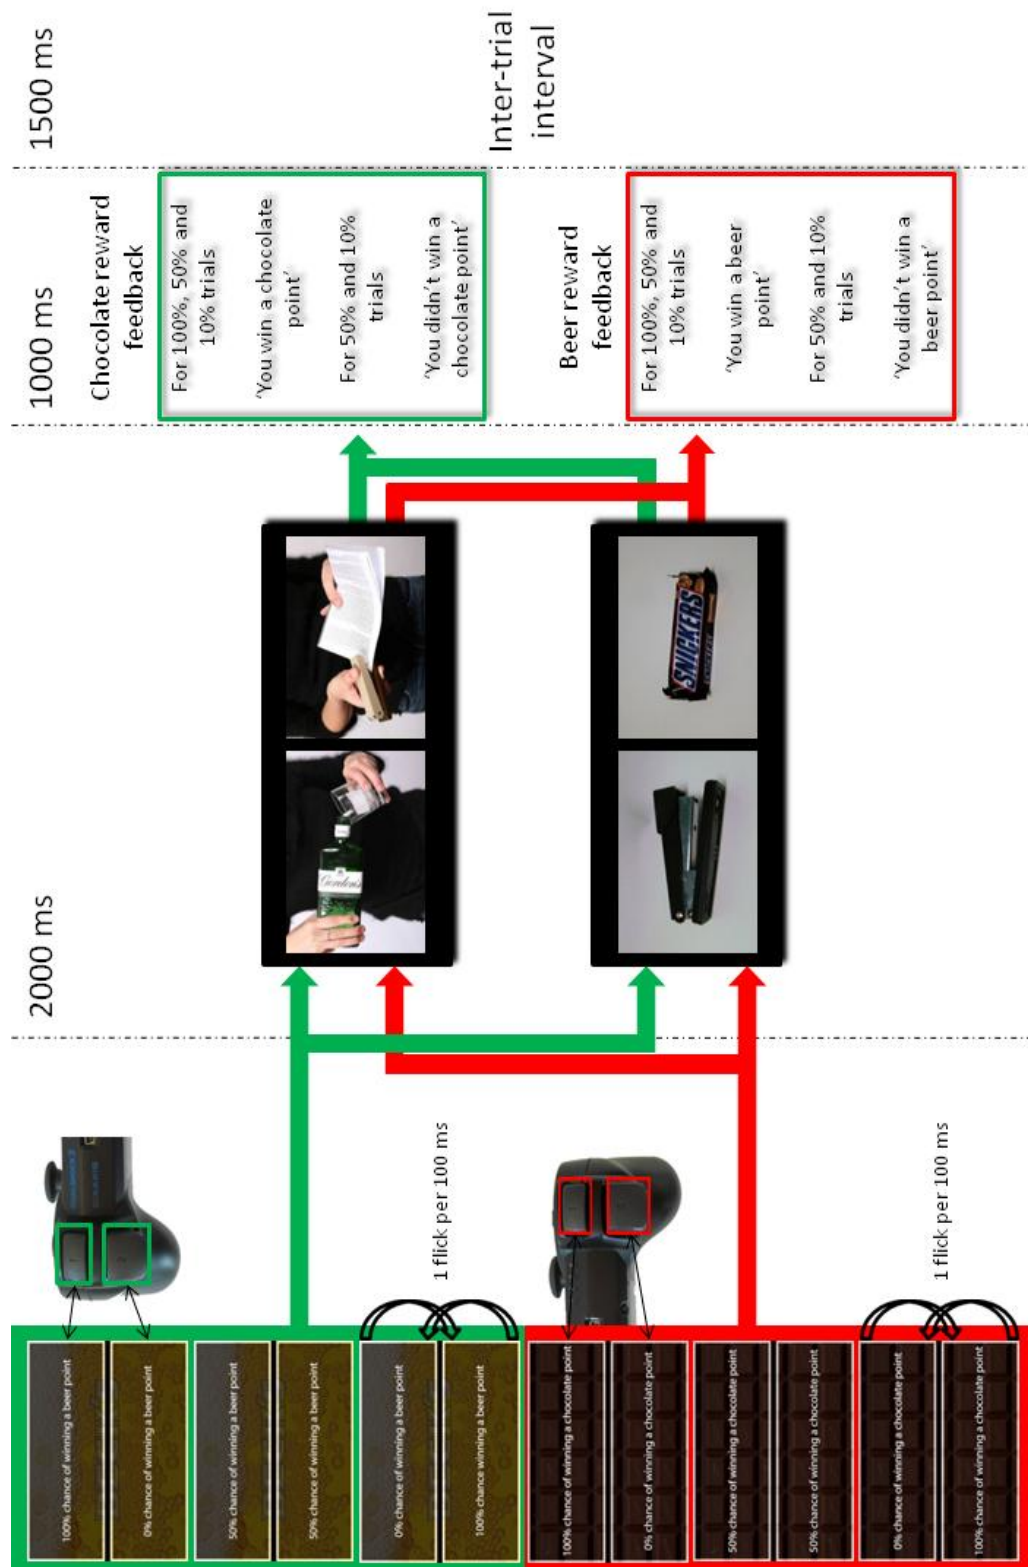 100% chance of winning a beer point
0% chance of winning a beer point
50% chance of winning a beer point
50% chance of winning a beer point
0% chance of winning a beer point
100% chance winning a beer point
100% chance of winning a chocolate point
0% chance of winning a chocolate point
50% chance of winning a chocolate point
50% chance of winning a chocolate point
0% chance of winning a chocolate point
100% chance of winning a chocolate point
1 flick per 100 ms
1 flick per 100 ms
2000 ms
Gordon's
SNICKERS
1000 ms
Chocolate reward
feedback
For 100%, 50% and
10% trials
‘You win a chocolate
point’
For 50% and 10%
trials
‘You didn’t win a
chocolate point’
Beer reward
feedback
For 100%, 50% and
10% trials
‘You win a beer
point’
For 50% and 10%
trials
‘You didn’t win a
beer point’
1500 ms
Inter-trial
interval